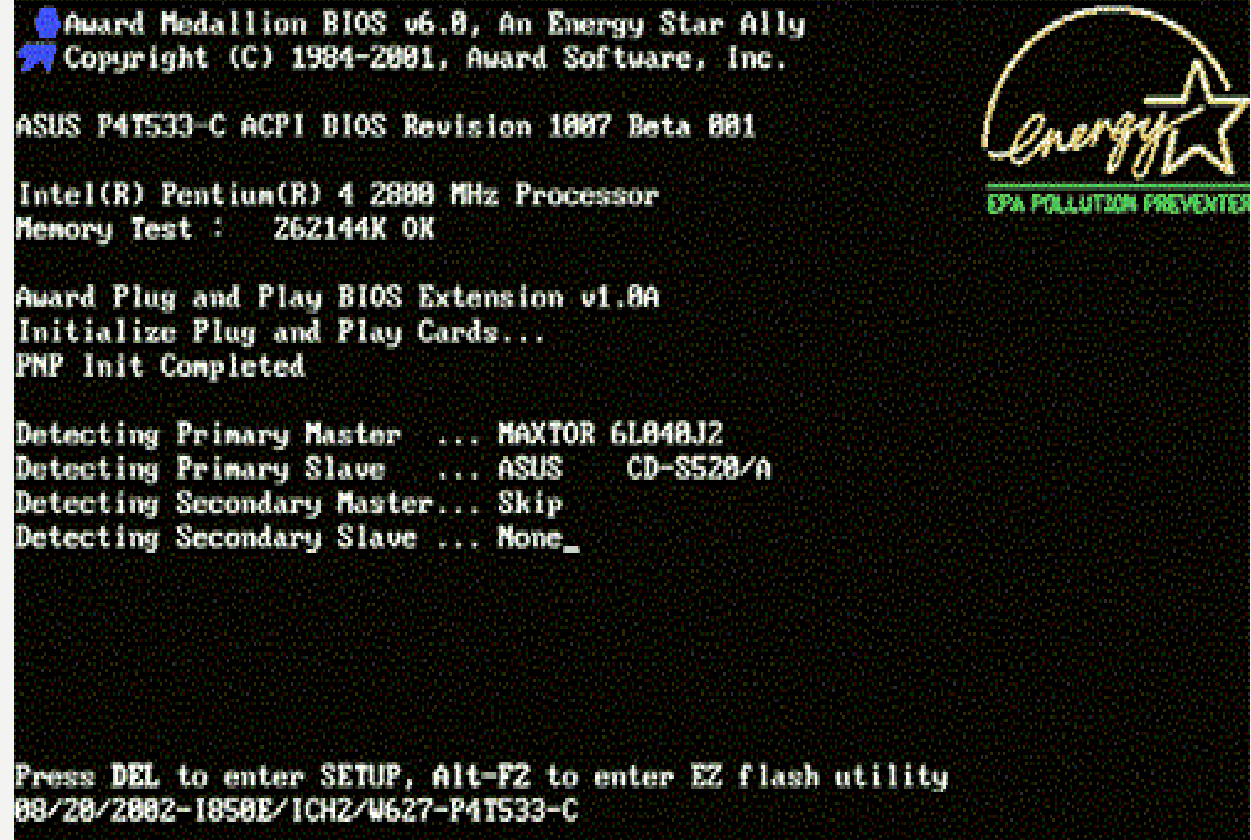 Award Medallion BIOS v6.0, An Energy Star Ally
Copyright (C) 1984-2001, Award Software, Inc.
energy
EPA POLLUTION PREVENTER
ASUS P4T533-C ACPI BIOS Revision 1007 Beta 001
Intel(R) Pentium(R) 4 2800 MHz Processor
Memory Test :   262144K OK
Award Plug and Play BIOS Extension v1.0A
Initialize Plug and Play Cards...
PNP Init Completed
Detecting Primary Master  ... MAXTOR 6L040J2
Detecting Primary Slave   ... ASUS    CD-S520/A
Detecting Secondary Master... Skip
Detecting Secondary Slave ... None_
Press DEL to enter SETUP, Alt-F2 to enter EZ flash utility
08/20/2002-I850E/ICH2/W627-P4T533-C